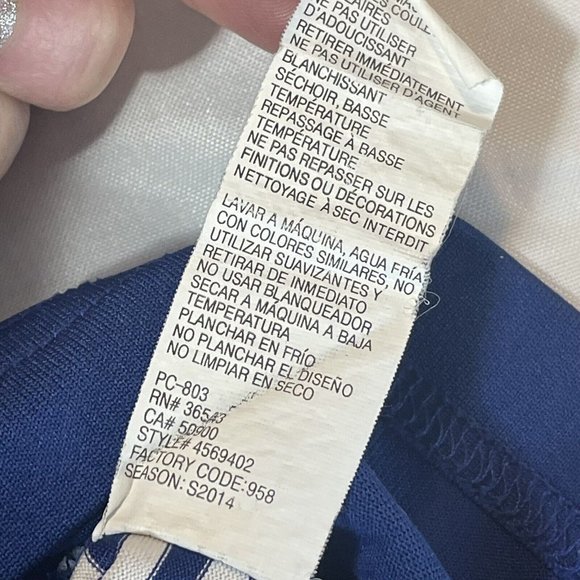 COULE
NE PAS UTILISER
D'ADOUCISSANT
RETIRER IMMÉDIATEMENT
NE PAS UTILISER D'AGENT
BLANCHISSANT
SÉCHOIR, BASSE
TEMPÉRATURE
REPASSAGE À BASSE
TEMPÉRATURE
NE PAS REPASSER SUR LES
FINITIONS OU DÉCORATIONS
NETTOYAGE À SEC INTERDIT
LAVAR A MÁQUINA, AGUA FRÍA
CON COLORES SIMILARES, NO
UTILIZAR SUAVIZANTES Y
RETIRAR DE INMEDIATO
NO USAR BLANQUEADOR
SECAR A MÁQUINA A BAJA
TEMPERATURA
PLANCHAR EN FRÍO
NO PLANCHAR EL DISEÑO
NO LIMPIAR EN SECO
PC-803
RN# 36543
CA# 50900
STYLE# 4569402
FACTORY CODE: 958
SEASON: S2014